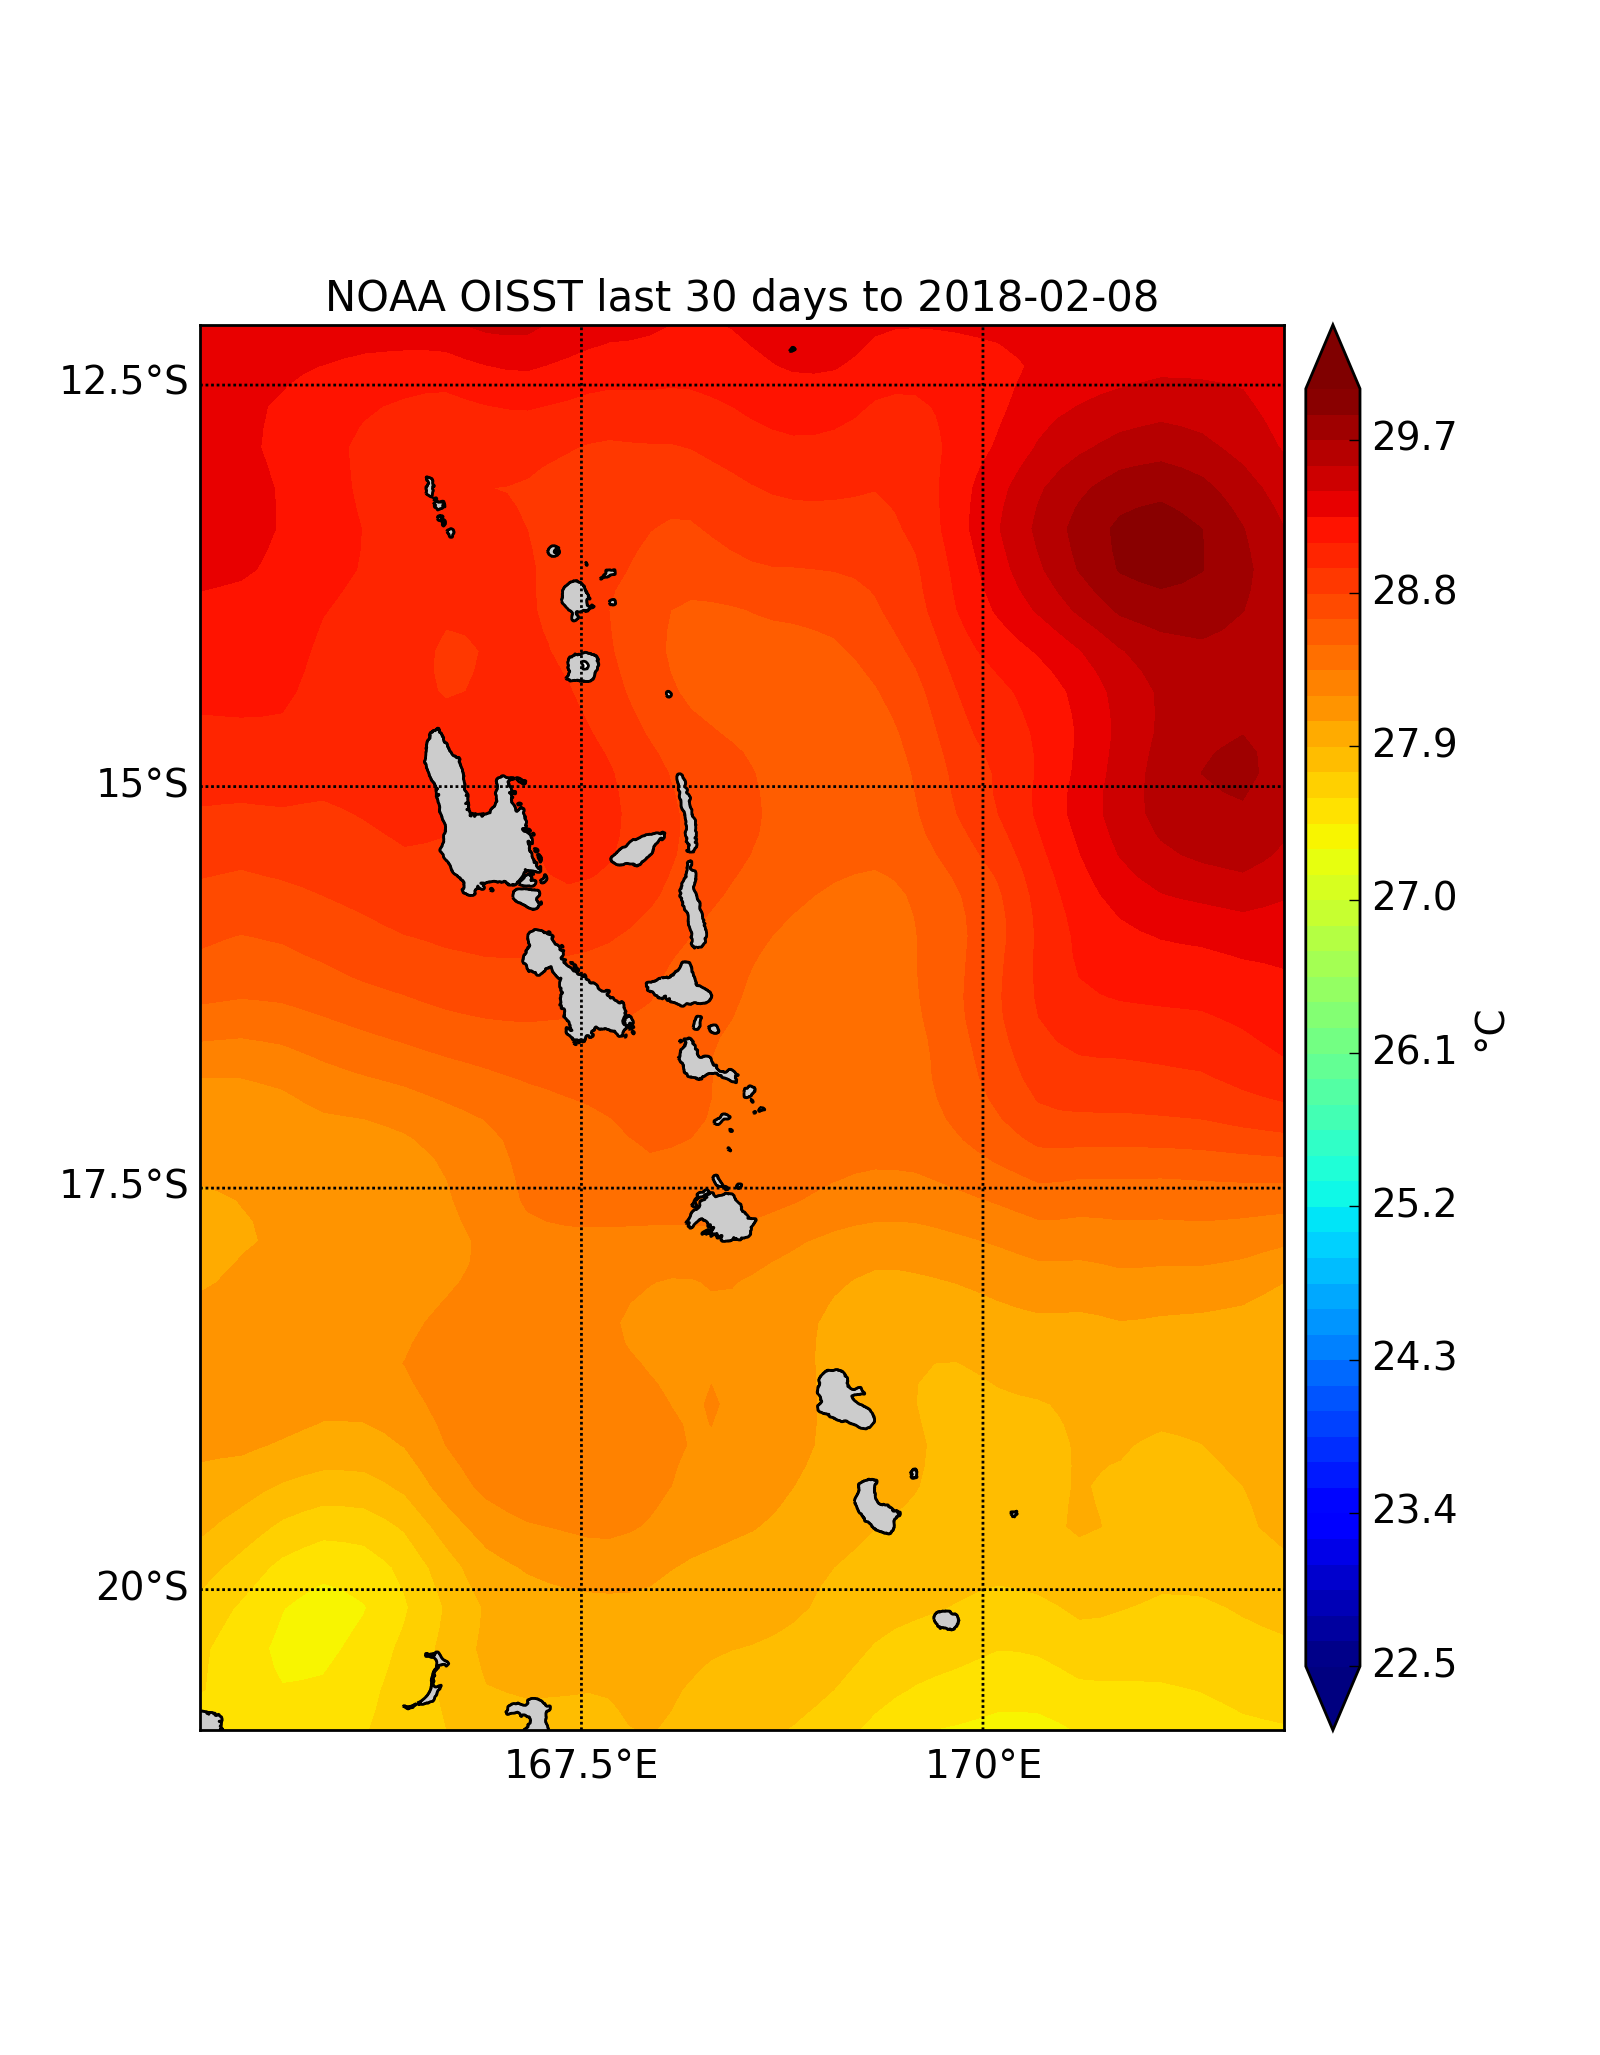 NOAA OISST last 30 days to 2018-02-08
12.5°S
15°S
17.5°S
20°S
167.5°E
170°E
29.7
28.8
27.9
27.0
26.1
25.2
24.3
23.4
22.5
°C